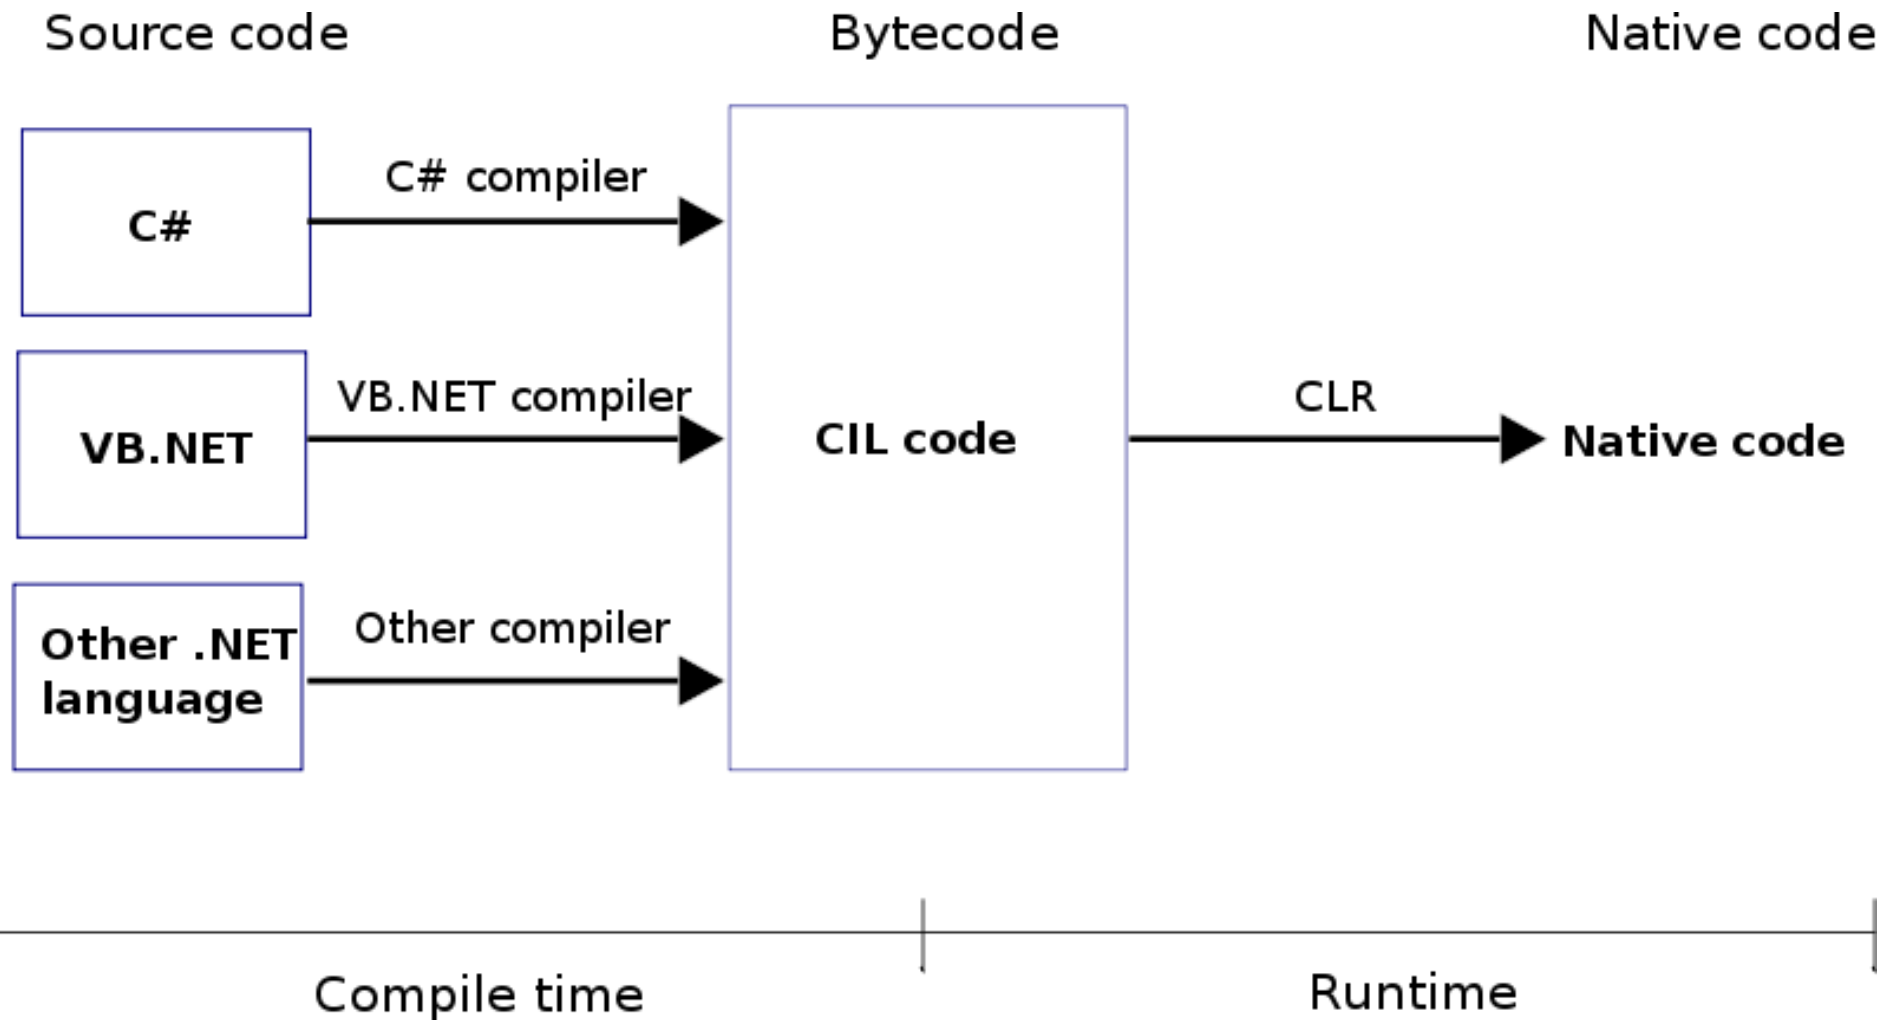 Source code
Bytecode
Native code
C#
C# compiler
VB.NET
VB.NET compiler
CIL code
CLR
Native code
Other .NET
language
Other compiler
Compile time
Runtime